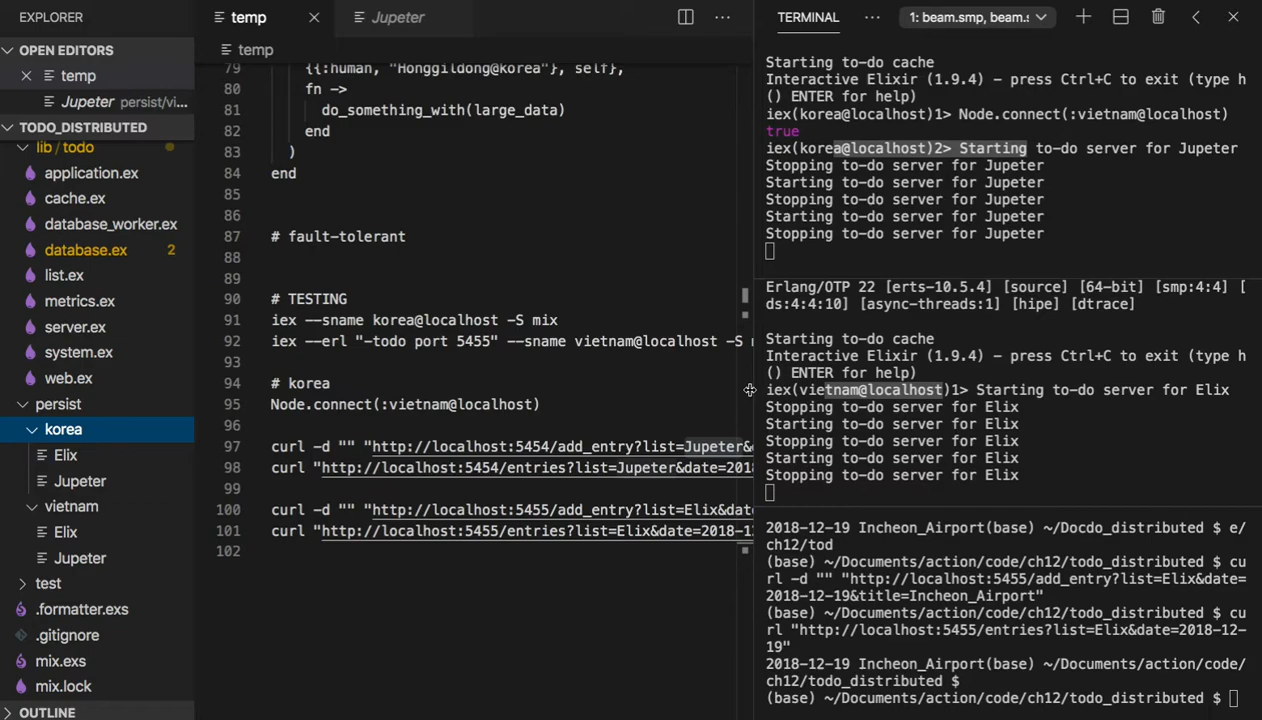 EXPLORER
OPEN EDITORS
temp
Jupeter persist/vi...
TODO_DISTRIBUTED
lib / todo
application.ex
cache.ex
database_worker.ex
database.ex 2
list.ex
metrics.ex
server.ex
system.ex
web.ex
persist
korea
Elix
Jupeter
vietnam
Elix
Jupeter
test
.formatter.exs
.gitignore
mix.exs
mix.lock
OUTLINE
temp
Jupeter
temp
79 {{:human, "Honggildong@korea"}, self},
80 fn ->
81 do_something_with(large_data)
82 end
83 )
84 end
85
86
87 # fault-tolerant
88
89
90 # TESTING
91 iex --sname korea@localhost -S mix
92 iex --erl "-todo port 5455" --sname vietnam@localhost -S
93
94 # korea
95 Node.connect(:vietnam@localhost)
96
97 curl -d "" "http://localhost:5454/add_entry?list=Jupeter&
98 curl "http://localhost:5454/entries?list=Jupeter&date=201
99
100 curl -d "" "http://localhost:5455/add_entry?list=Elix&dat
101 curl "http://localhost:5455/entries?list=Elix&date=2018-1
102
TERMINAL
1: beam.smp, beam.s
Starting to-do cache
Interactive Elixir (1.9.4) - press Ctrl+C to exit (type h
() ENTER for help)
iex(korea@localhost)1> Node.connect(:vietnam@localhost)
true
iex(korea@localhost)2> Starting to-do server for Jupeter
Stopping to-do server for Jupeter
Starting to-do server for Jupeter
Stopping to-do server for Jupeter
Starting to-do server for Jupeter
Stopping to-do server for Jupeter
Erlang/OTP 22 [erts-10.5.4] [source] [64-bit] [smp:4:4] [
ds:4:4:10] [async-threads:1] [hipe] [dtrace]
Starting to-do cache
Interactive Elixir (1.9.4) - press Ctrl+C to exit (type h
() ENTER for help)
iex(vietnam@localhost)1> Starting to-do server for Elix
Stopping to-do server for Elix
Starting to-do server for Elix
Stopping to-do server for Elix
Starting to-do server for Elix
Stopping to-do server for Elix
2018-12-19 Incheon_Airport(base) ~/Docdo_distributed $ e/
ch12/tod
(base) ~/Documents/action/code/ch12/todo_distributed $ cu
rl -d "" "http://localhost:5455/add_entry?list=Elix&date=
2018-12-19&title=Incheon_Airport"
(base) ~/Documents/action/code/ch12/todo_distributed $ cu
rl "http://localhost:5455/entries?list=Elix&date=2018-12-
19"
2018-12-19 Incheon_Airport(base) ~/Documents/action/code/
ch12/todo_distributed $
(base) ~/Documents/action/code/ch12/todo_distributed $